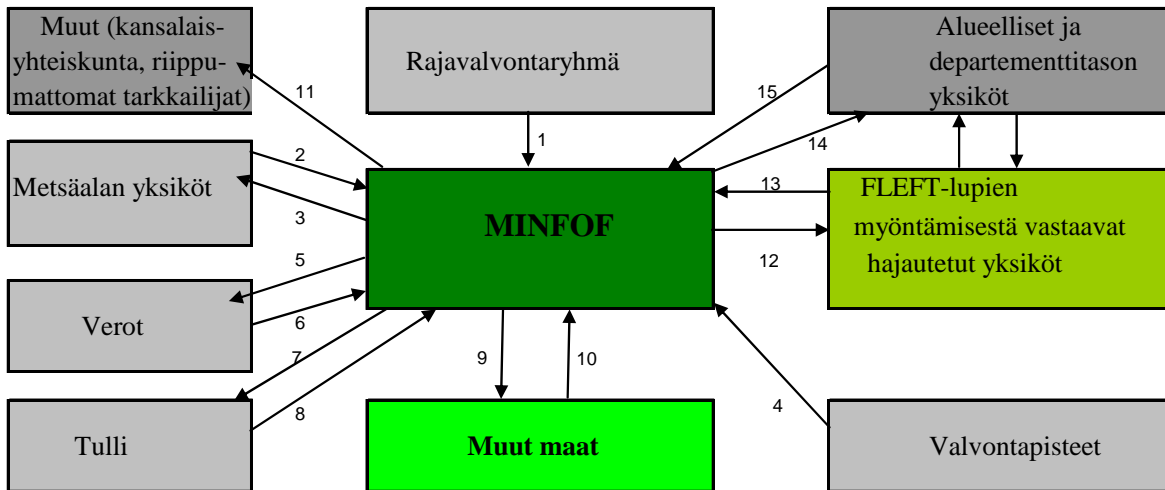 Muut (kansalais-
yhteiskunta, riippu-
mattomat tarkkailijat)
Rajavalvontaryhmä
Alueelliset ja
departementtitason
yksiköt
11
1
15
14
Metsäalan yksiköt
2
3
MINFOF
13
12
FLEFT-lupien
myöntämisestä vastaavat
hajautetut yksiköt
5
6
Verot
7
8
9
10
4
Tulli
Muut maat
Valvontapisteet